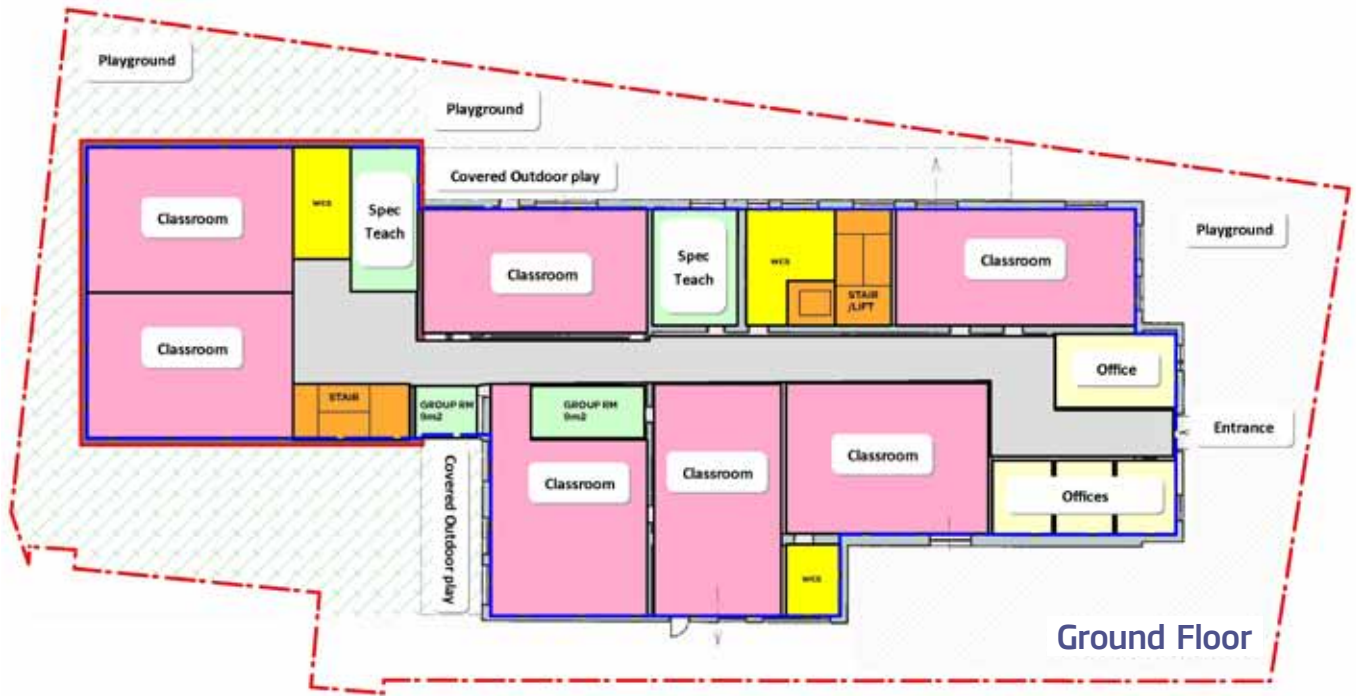 Playground
Playground
Covered Outdoor play
Playground
Classroom
WCS
Spec
Teach
Classroom
Spec
Teach
WCS
STAIR
/LIFT
Classroom
Classroom
Office
STAIR
GROUP RM
9m2
GROUP RM
9m2
Entrance
Classroom
Classroom
Classroom
Offices
Covered Outdoor play
WCS
Ground Floor